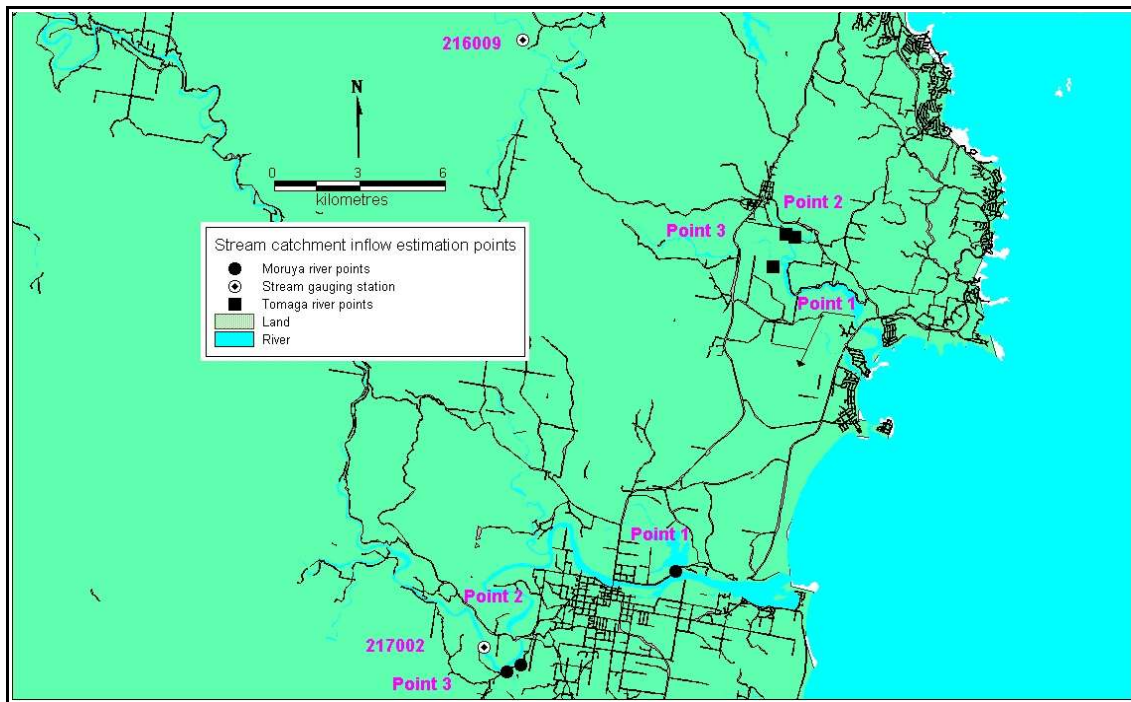 216009
N
0 3 6
kilometres
Point 2
Point 3
Stream catchment inflow estimation points
Moruya river points
Stream gauging station
Tomaga river points
Land
River
Point 1
Point 1
Point 2
217002
Point 3